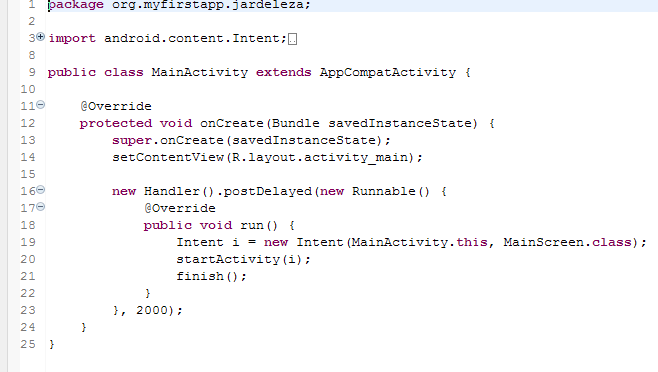 1 package org.myfirstapp.jardeleza;
2
3 import android.content.Intent;
8
9 public class MainActivity extends AppCompatActivity {
10
11     @Override
12     protected void onCreate(Bundle savedInstanceState) {
13         super.onCreate(savedInstanceState);
14         setContentView(R.layout.activity_main);
15
16         new Handler().postDelayed(new Runnable() {
17             @Override
18             public void run() {
19                 Intent i = new Intent(MainActivity.this, MainScreen.class);
20                 startActivity(i);
21                 finish();
22             }
23         }, 2000);
24     }
25 }